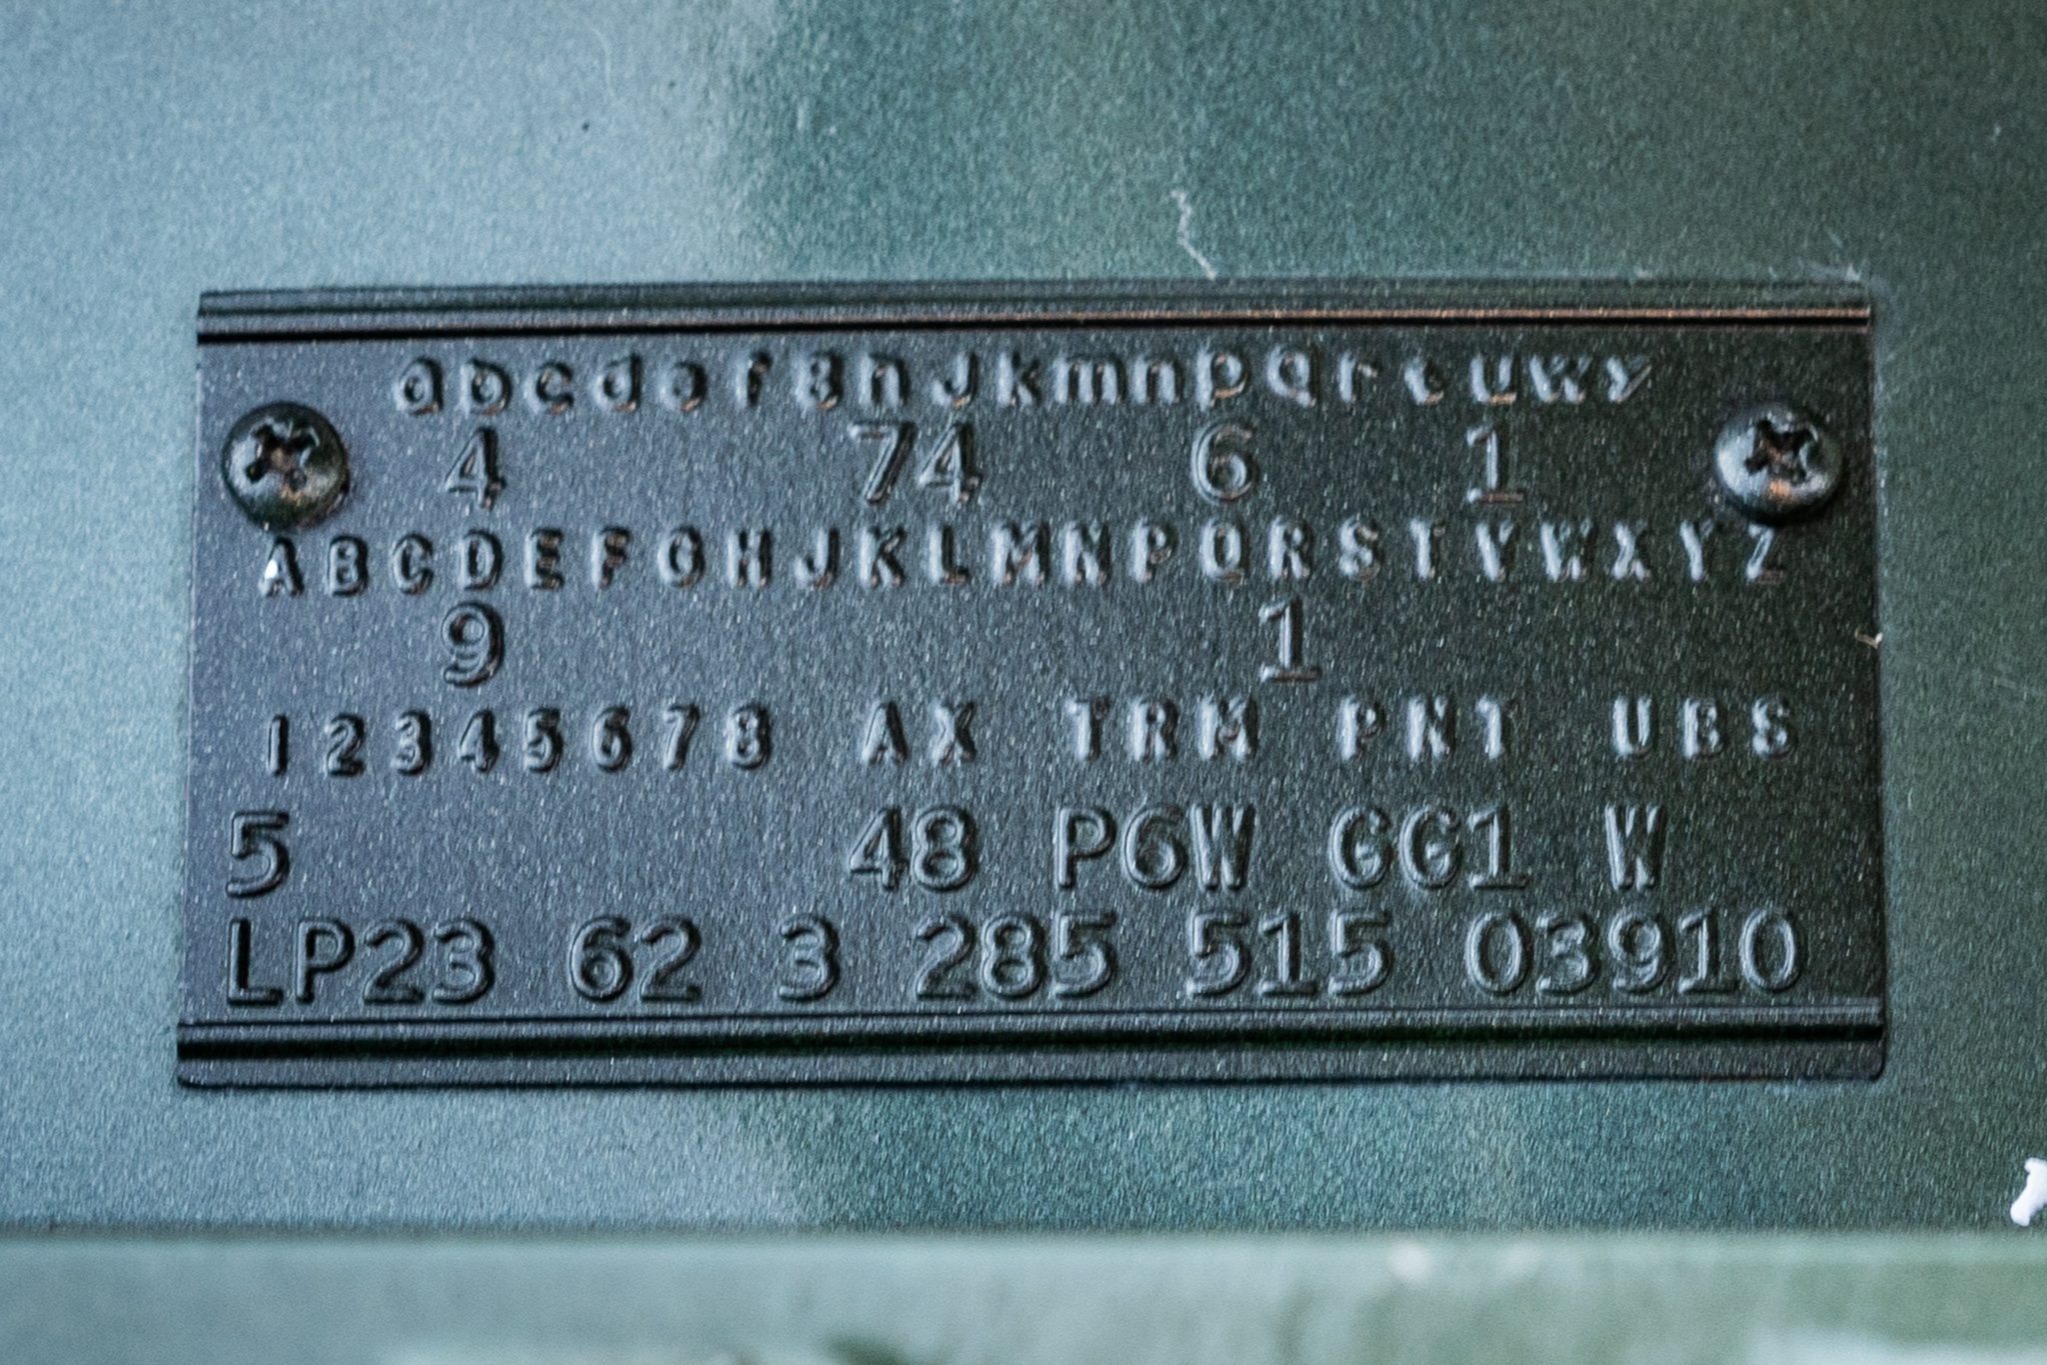 abcdefghJkmnpqrtuwy
4 74 6 1
ABCDEFGHJKLMNPQRSTVWXYZ
9 1
12345678 AX TRM PNT UBS
5 48 P6W GG1 W
LP23 62 3 285 515 03910